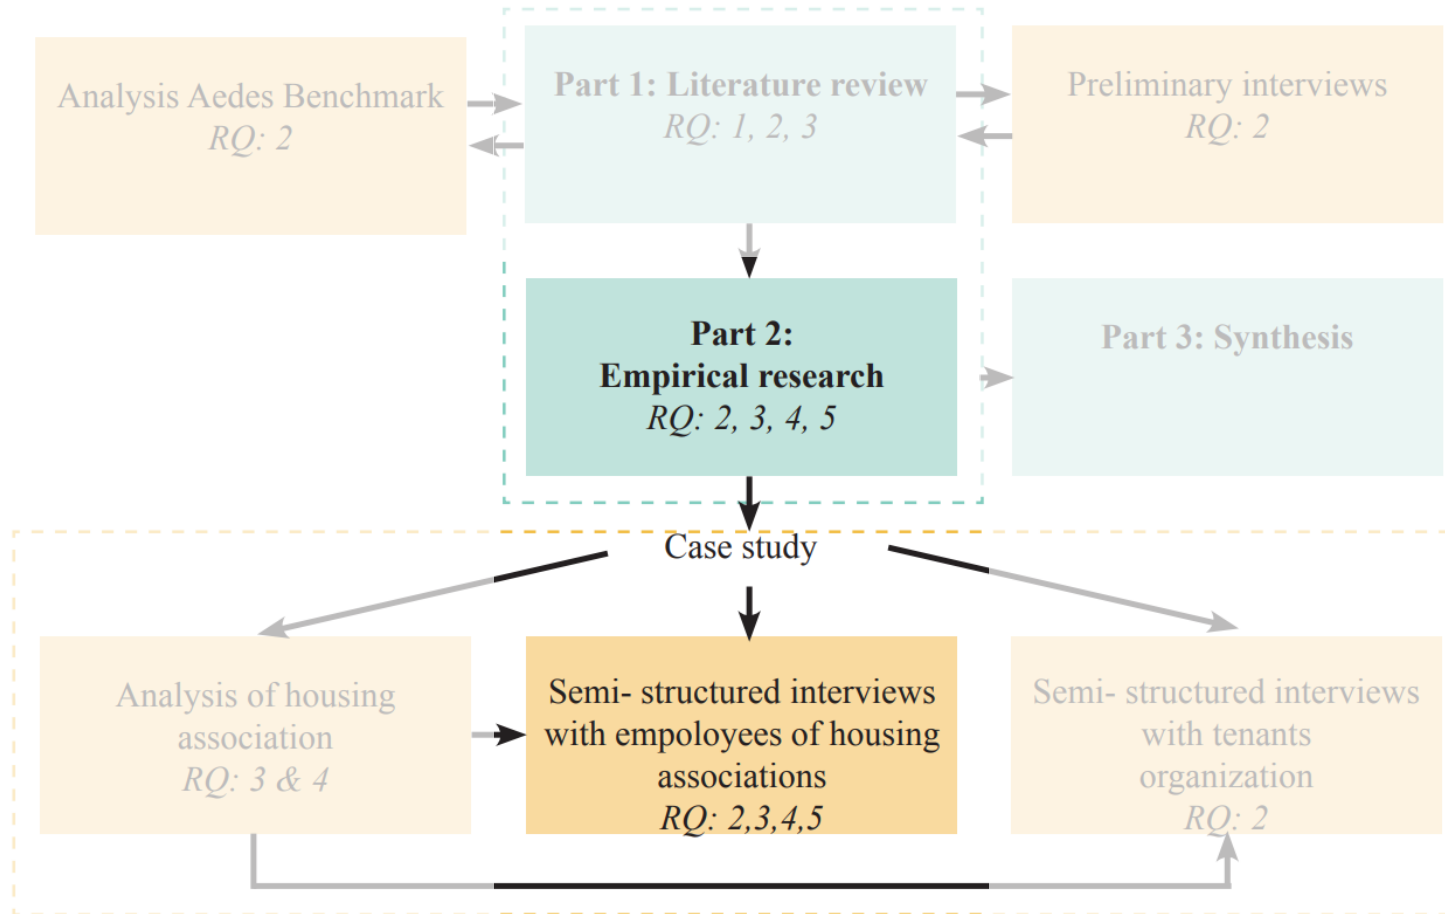 Analysis Aedes Benchmark
RQ: 2
Part 1: Literature review
RQ: 1, 2, 3
Preliminary interviews
RQ: 2
Part 2:
Empirical research
RQ: 2, 3, 4, 5
Part 3: Synthesis
Case study
Analysis of housing
association
RQ: 3 & 4
Semi- structured interviews
with empoloyees of housing
associations
RQ: 2,3,4,5
Semi- structured interviews
with tenants
organization
RQ: 2